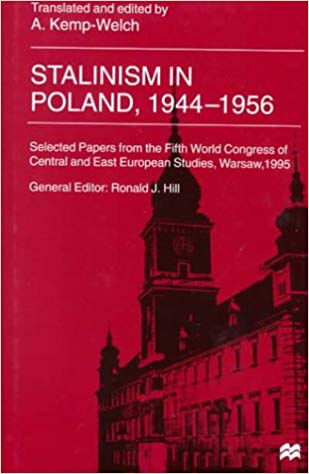 Translated and edited by
A. Kemp-Welch
STALINISM IN
POLAND, 1944–1956
Selected Papers from the Fifth World Congress of
Central and East European Studies, Warsaw,1995
General Editor: Ronald J. Hill